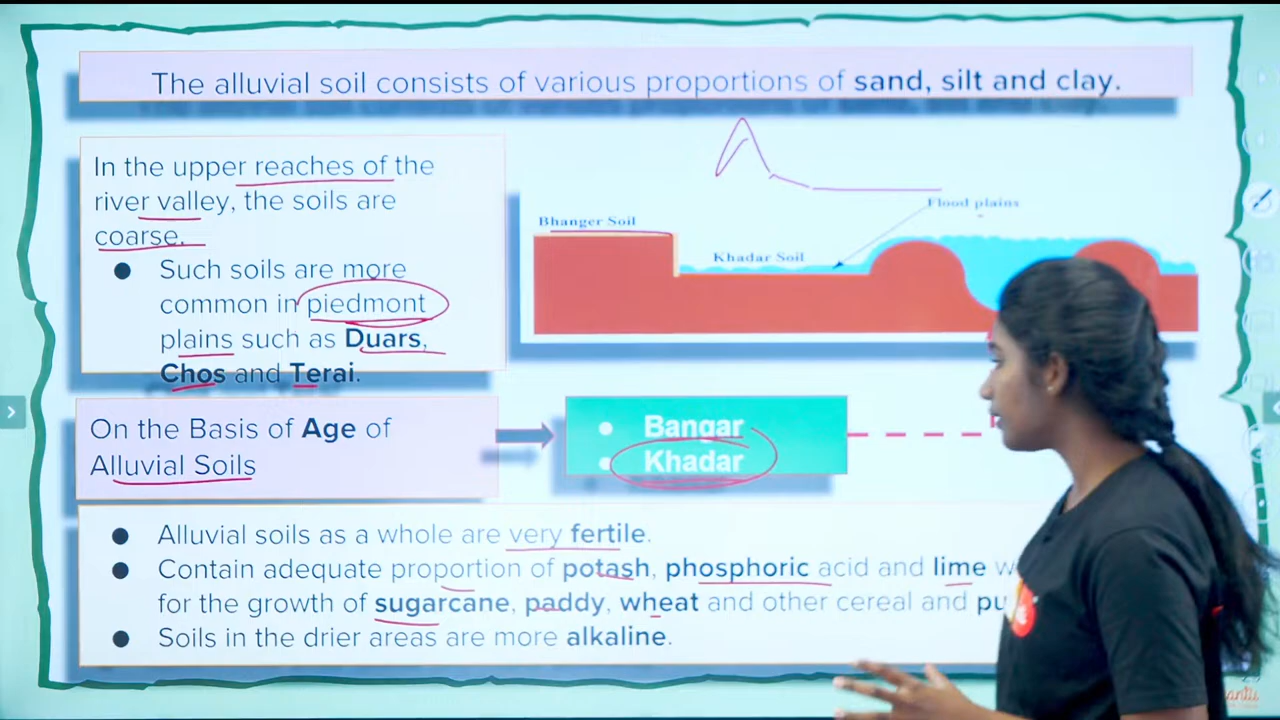 The alluvial soil consists of various proportions of sand, silt and clay.
In the upper reaches of the
river valley, the soils are
coarse.
Such soils are more
common in piedmont
plains such as Duars,
Chos and Terai.
Bhanger Soil
Khadar Soil
Flood plains
On the Basis of Age of
Alluvial Soils
Bangar
Khadar
Alluvial soils as a whole are very fertile.
Contain adequate proportion of potash, phosphoric acid and lime
for the growth of sugarcane, paddy, wheat and other cereal and
Soils in the drier areas are more alkaline.